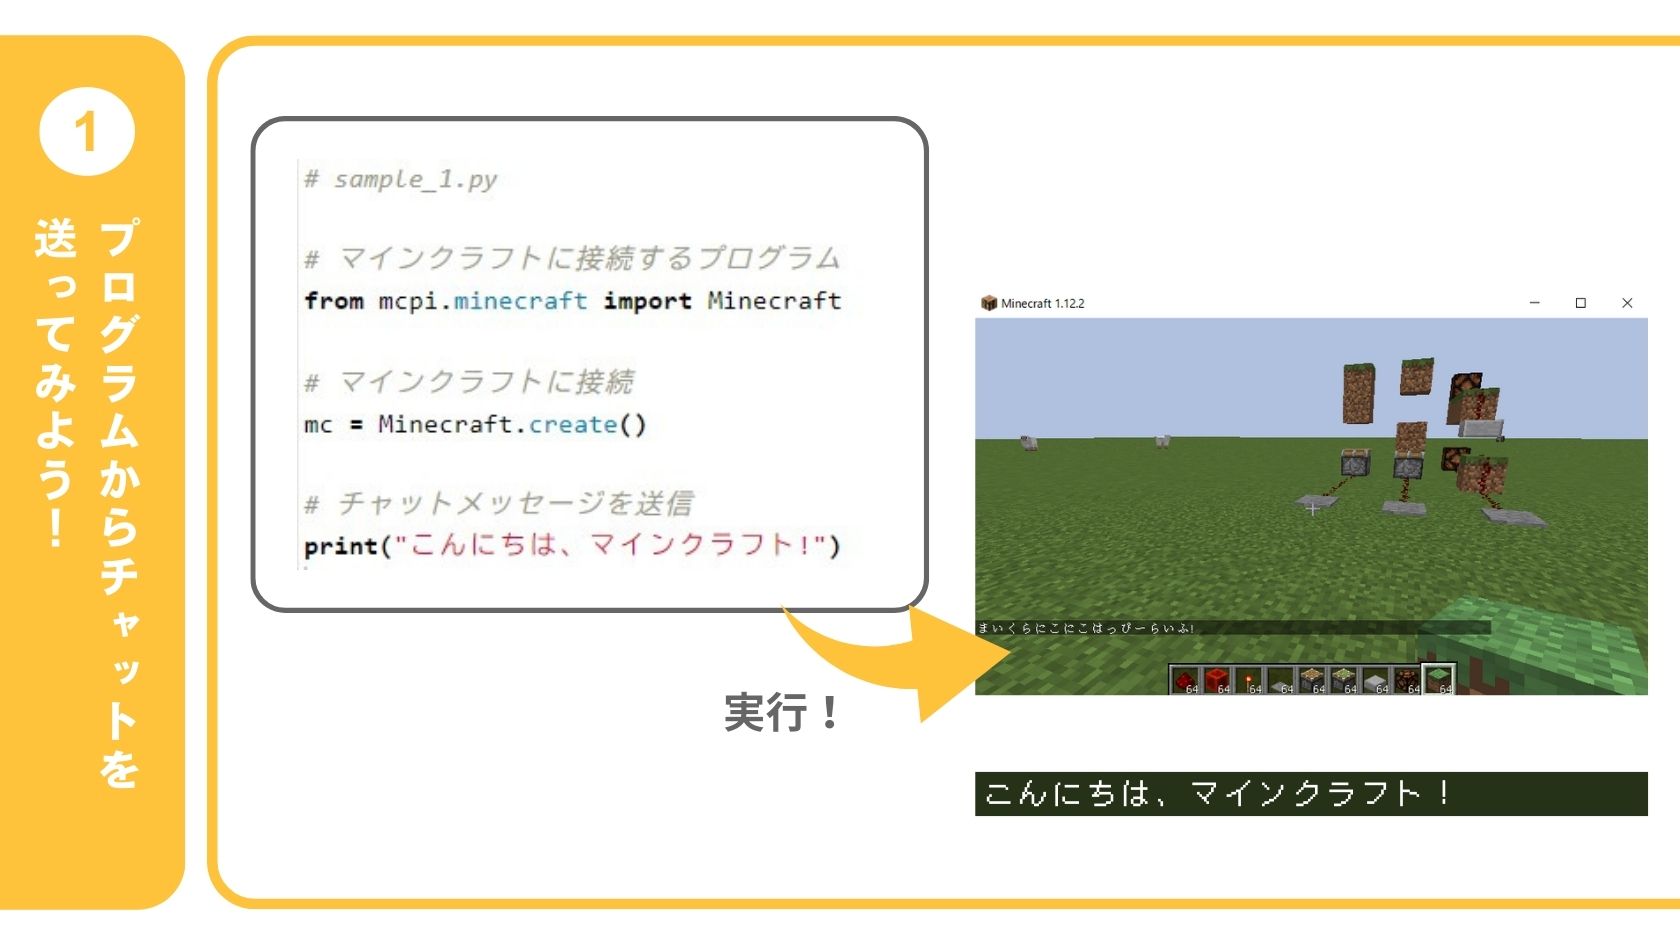 1
プログラムからチャットを
送ってみよう！
# sample_1.py
# マインクラフトに接続するプログラム
from mcpi.minecraft import Minecraft
# マインクラフトに接続
mc = Minecraft.create()
# チャットメッセージを送信
print("こんにちは、マインクラフト!")
実行！
Minecraft 1.12.2
まいくらにこにこはっぴーらいふ!
64 64 64 64 64 64 64 64 64
こんにちは、マインクラフト！